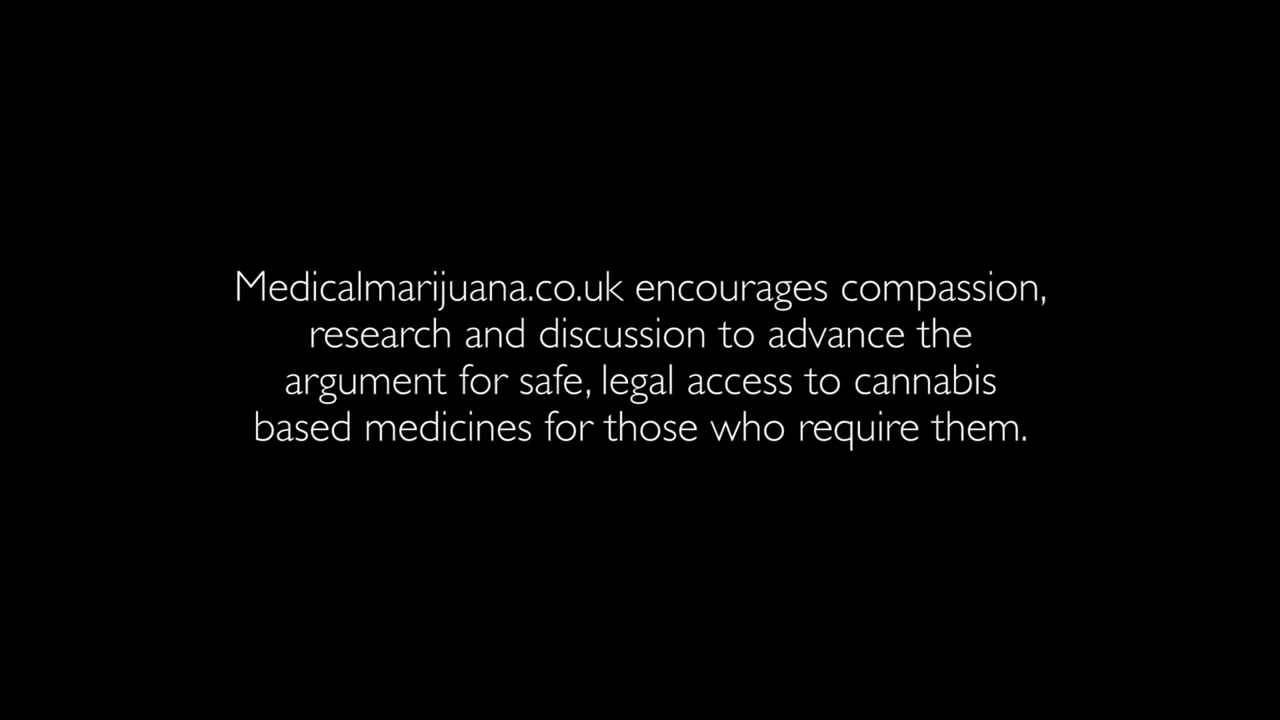 Medicalmarijuana.co.uk encourages compassion,
research and discussion to advance the
argument for safe, legal access to cannabis
based medicines for those who require them.